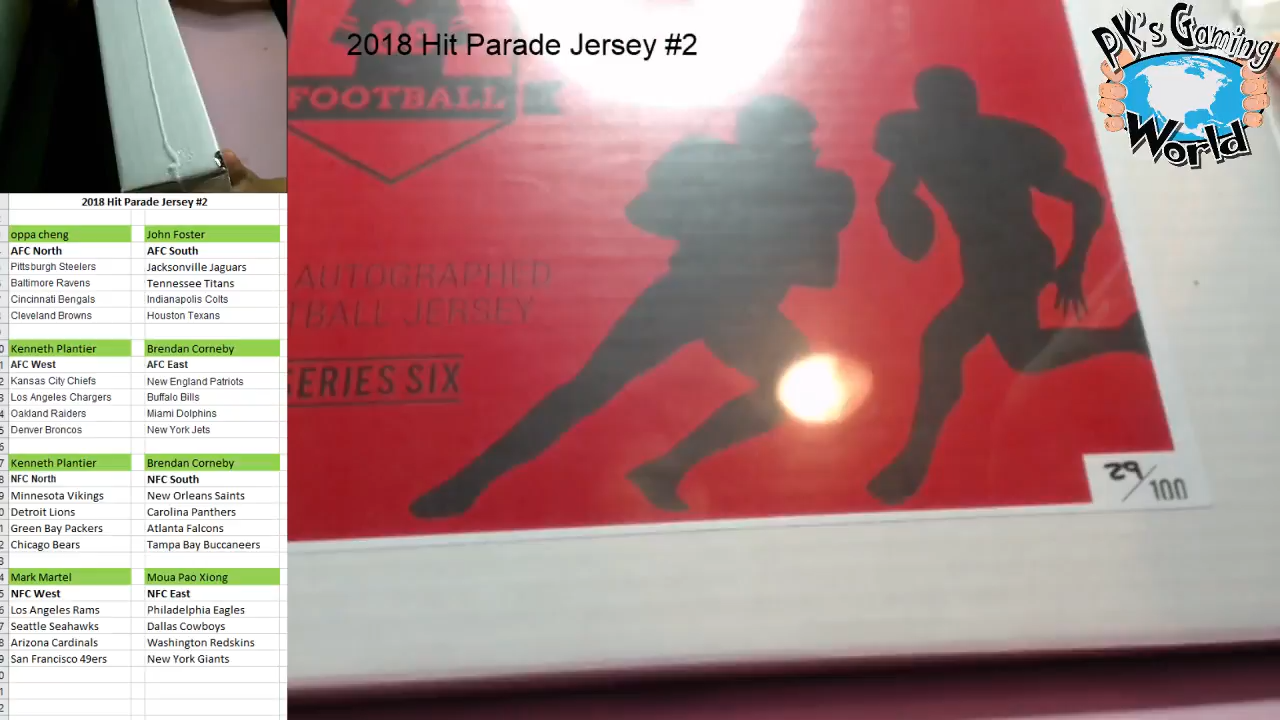 2018 Hit Parade Jersey #2
PK's Gaming
World
FOOTBALL
AUTOGRAPHED
BALL JERSEY
SERIES SIX
29/100
2018 Hit Parade Jersey #2
oppa cheng John Foster
AFC North AFC South
Pittsburgh Steelers Jacksonville Jaguars
Baltimore Ravens Tennessee Titans
Cincinnati Bengals Indianapolis Colts
Cleveland Browns Houston Texans
Kenneth Plantier Brendan Corneby
AFC West AFC East
Kansas City Chiefs New England Patriots
Los Angeles Chargers Buffalo Bills
Oakland Raiders Miami Dolphins
Denver Broncos New York Jets
Kenneth Plantier Brendan Corneby
NFC North NFC South
Minnesota Vikings New Orleans Saints
Detroit Lions Carolina Panthers
Green Bay Packers Atlanta Falcons
Chicago Bears Tampa Bay Buccaneers
Mark Martel Moua Pao Xiong
NFC West NFC East
Los Angeles Rams Philadelphia Eagles
Seattle Seahawks Dallas Cowboys
Arizona Cardinals Washington Redskins
San Francisco 49ers New York Giants